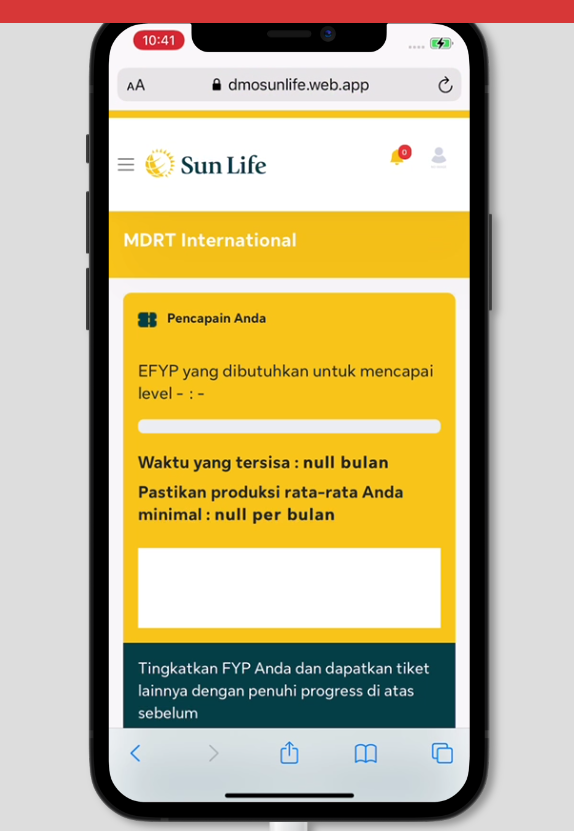 10:41
AA
dmosunlife.web.app
Sun Life
0
MDRT International
Pencapain Anda
EFYP yang dibutuhkan untuk mencapai
level - : -
Waktu yang tersisa : null bulan
Pastikan produksi rata-rata Anda
minimal : null per bulan
Tingkatkan FYP Anda dan dapatkan tiket
lainnya dengan penuhi progress di atas
sebelum